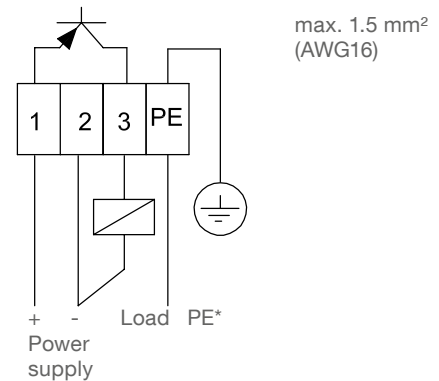 max. 1.5 mm²
(AWG16)
1 2 3 PE
+ - Load PE*
Power
supply